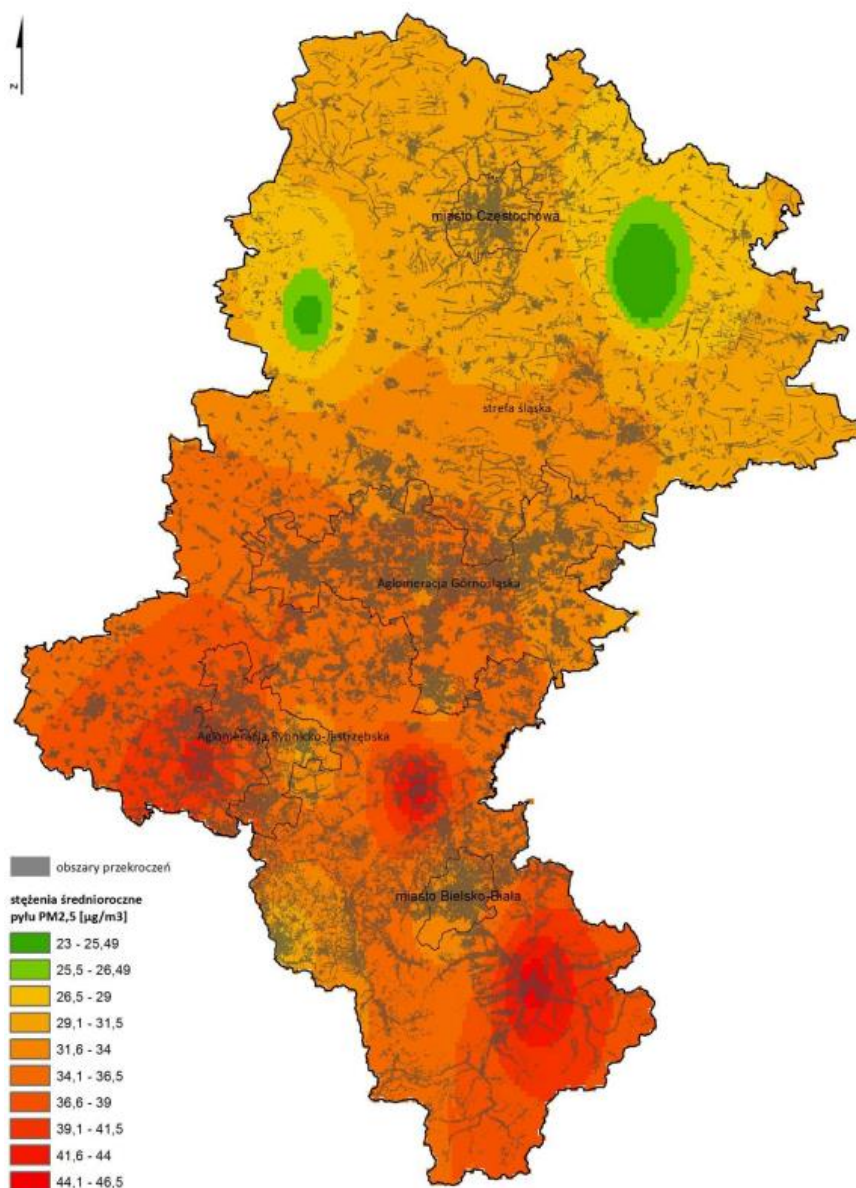 N
miasto Częstochowa
strefa śląska
Aglomeracja Górnośląska
Aglomeracja Rybnicko-Jastrzębska
miasto Bielsko-Biała
obszary przekroczeń
stężenia średnioroczne
pyłu PM2,5 [µg/m3]
23 - 25,49
25,5 - 26,49
26,5 - 29
29,1 - 31,5
31,6 - 34
34,1 - 36,5
36,6 - 39
39,1 - 41,5
41,6 - 44
44,1 - 46,5